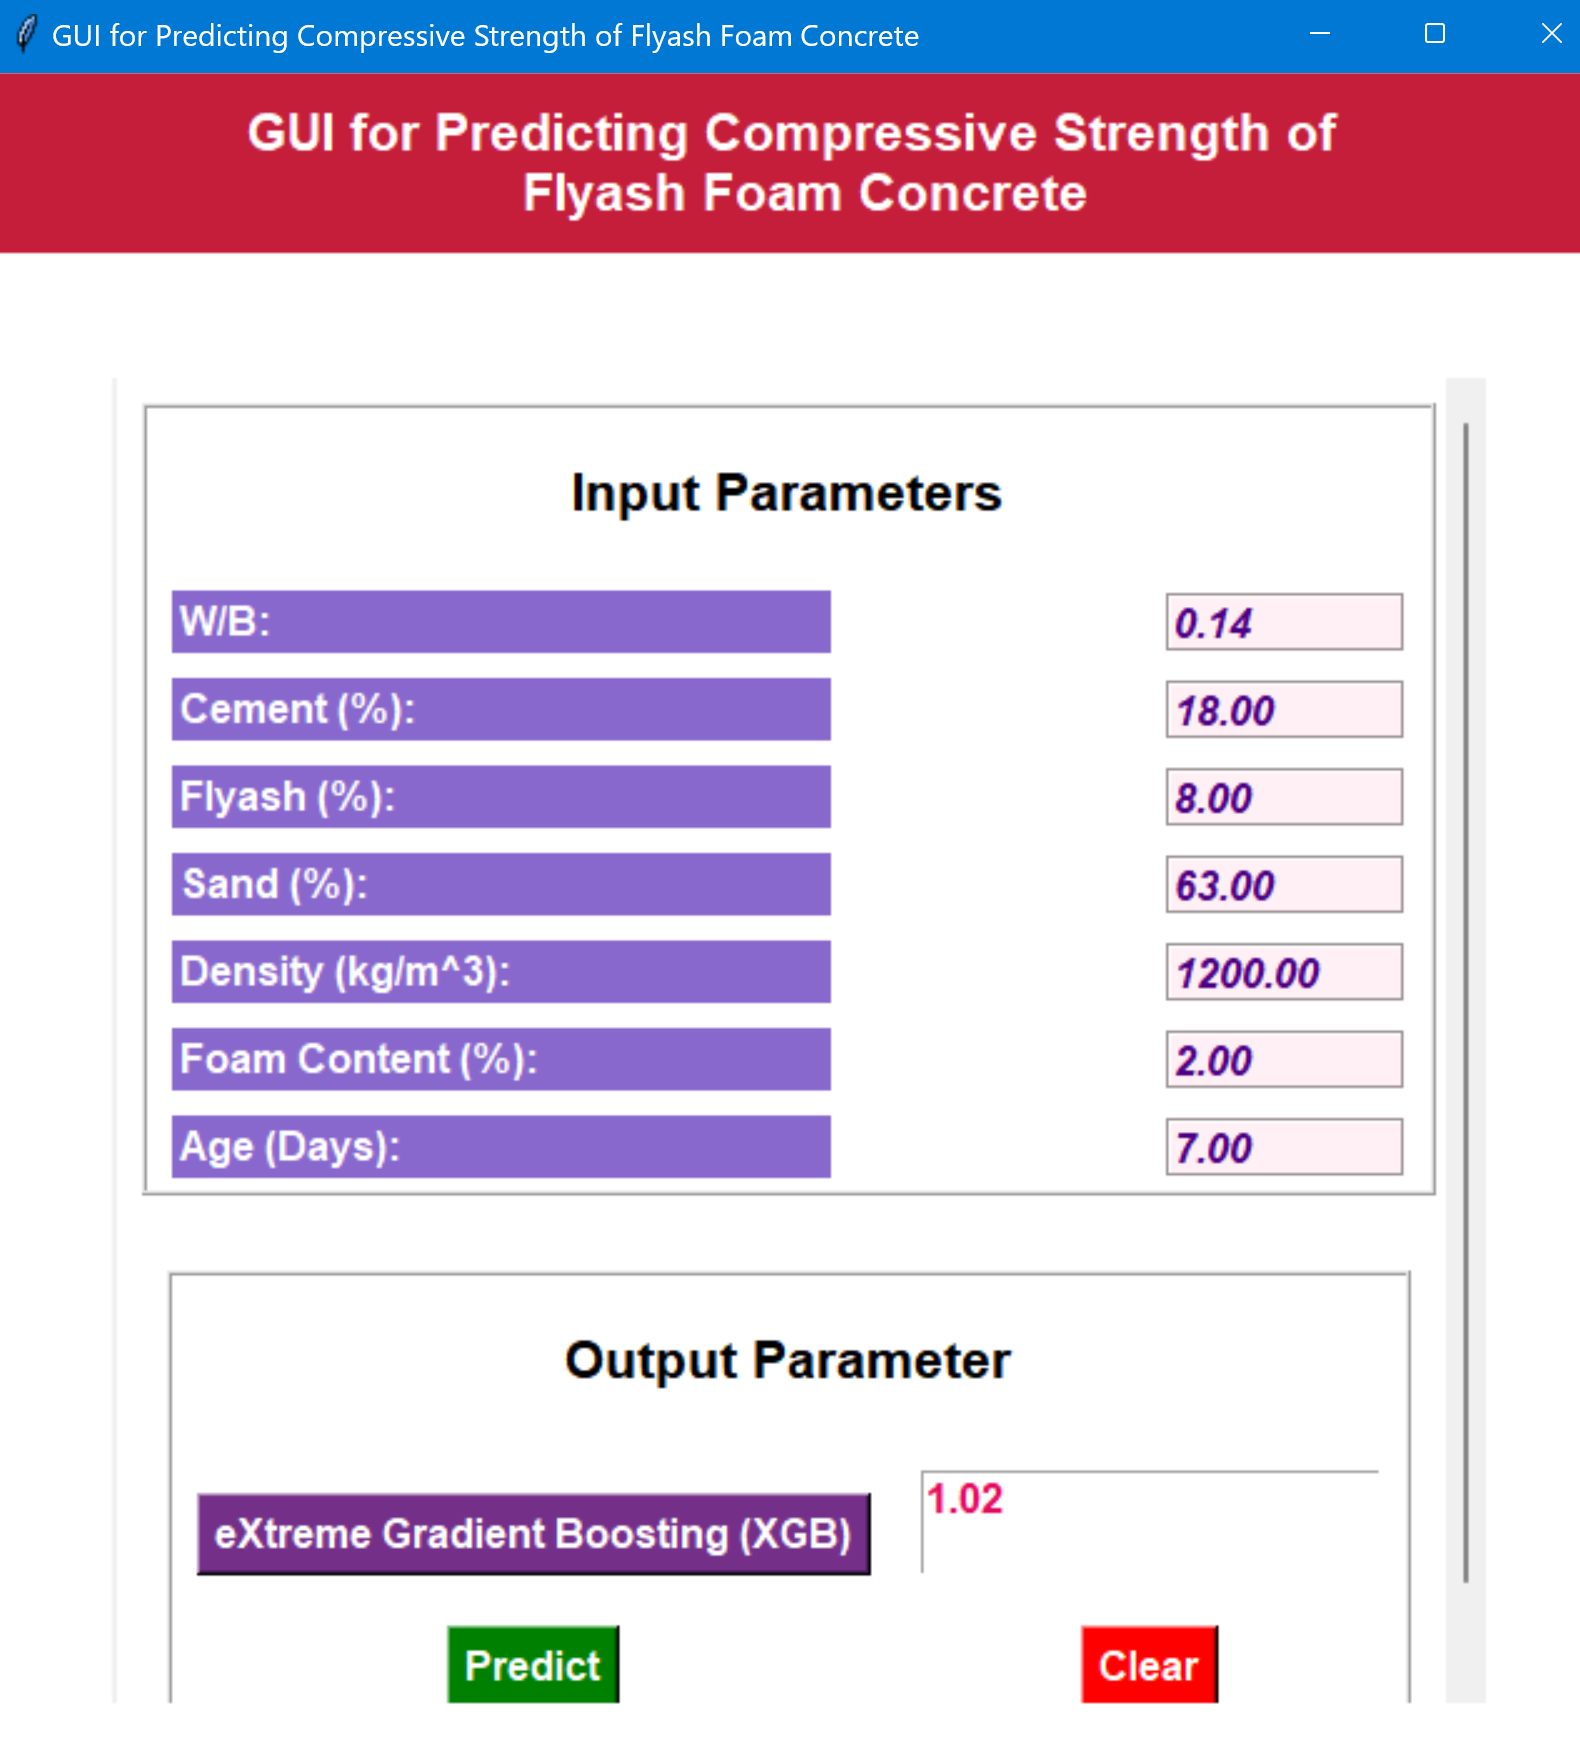 GUI for Predicting Compressive Strength of Flyash Foam Concrete
GUI for Predicting Compressive Strength of
Flyash Foam Concrete
Input Parameters
W/B: 0.14
Cement (%): 18.00
Flyash (%): 8.00
Sand (%): 63.00
Density (kg/m^3): 1200.00
Foam Content (%): 2.00
Age (Days): 7.00
Output Parameter
eXtreme Gradient Boosting (XGB) 1.02
Predict Clear